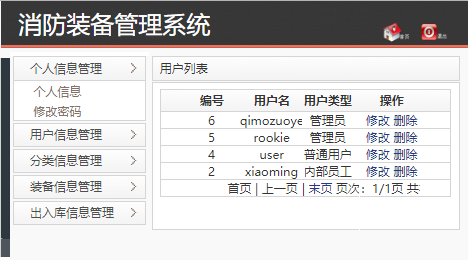 消防装备管理系统
首页 退出
个人信息管理
个人信息
修改密码
用户信息管理
分类信息管理
装备信息管理
出入库信息管理
用户列表
编号 用户名 用户类型 操作
6 qimozuoye 管理员 修改 删除
5 rookie 管理员 修改 删除
4 user 普通用户 修改 删除
2 xiaoming 内部员工 修改 删除
首页 | 上一页 | 末页 页次：1/1页 共